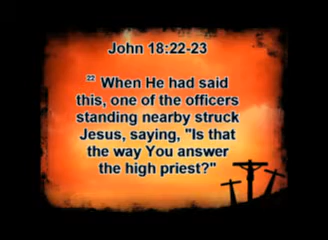 John 18:22-23
22 When He had said
this, one of the officers
standing nearby struck
Jesus, saying, "Is that
the way You answer
the high priest?"